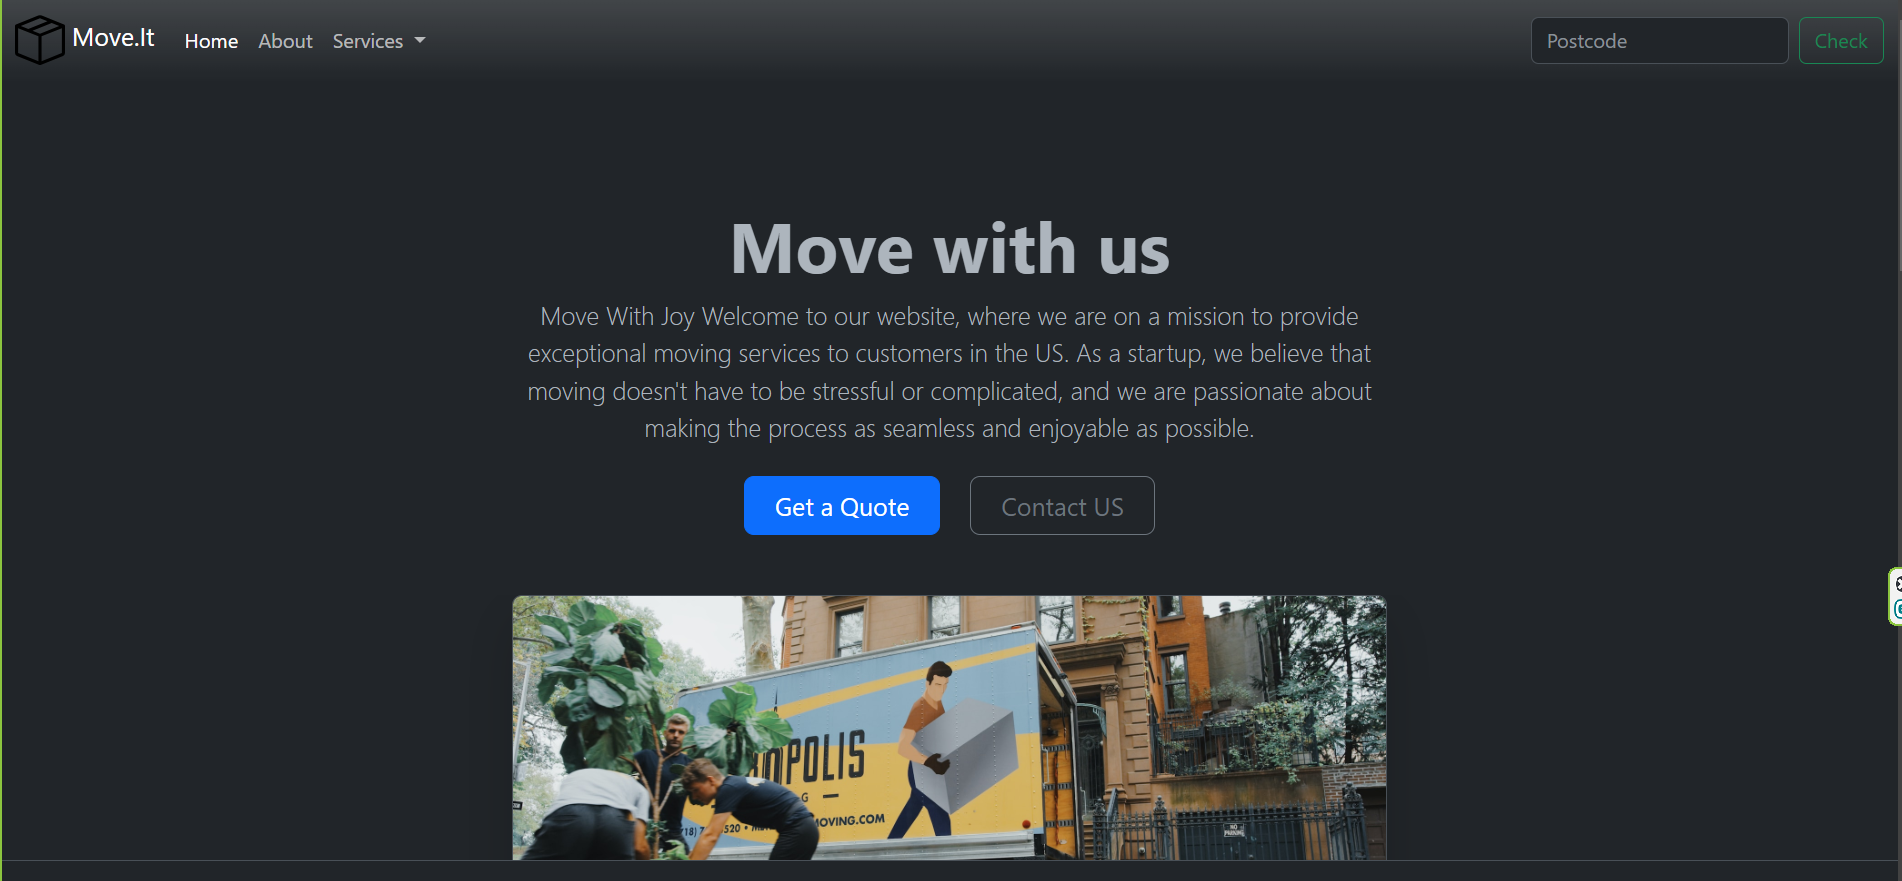 Move.It
Home
About
Services
Postcode
Check
Move with us
Move With Joy Welcome to our website, where we are on a mission to provide
exceptional moving services to customers in the US. As a startup, we believe that
moving doesn't have to be stressful or complicated, and we are passionate about
making the process as seamless and enjoyable as possible.
Get a Quote
Contact US
OPOLIS
G
MOVING.COM
NO
PARKING